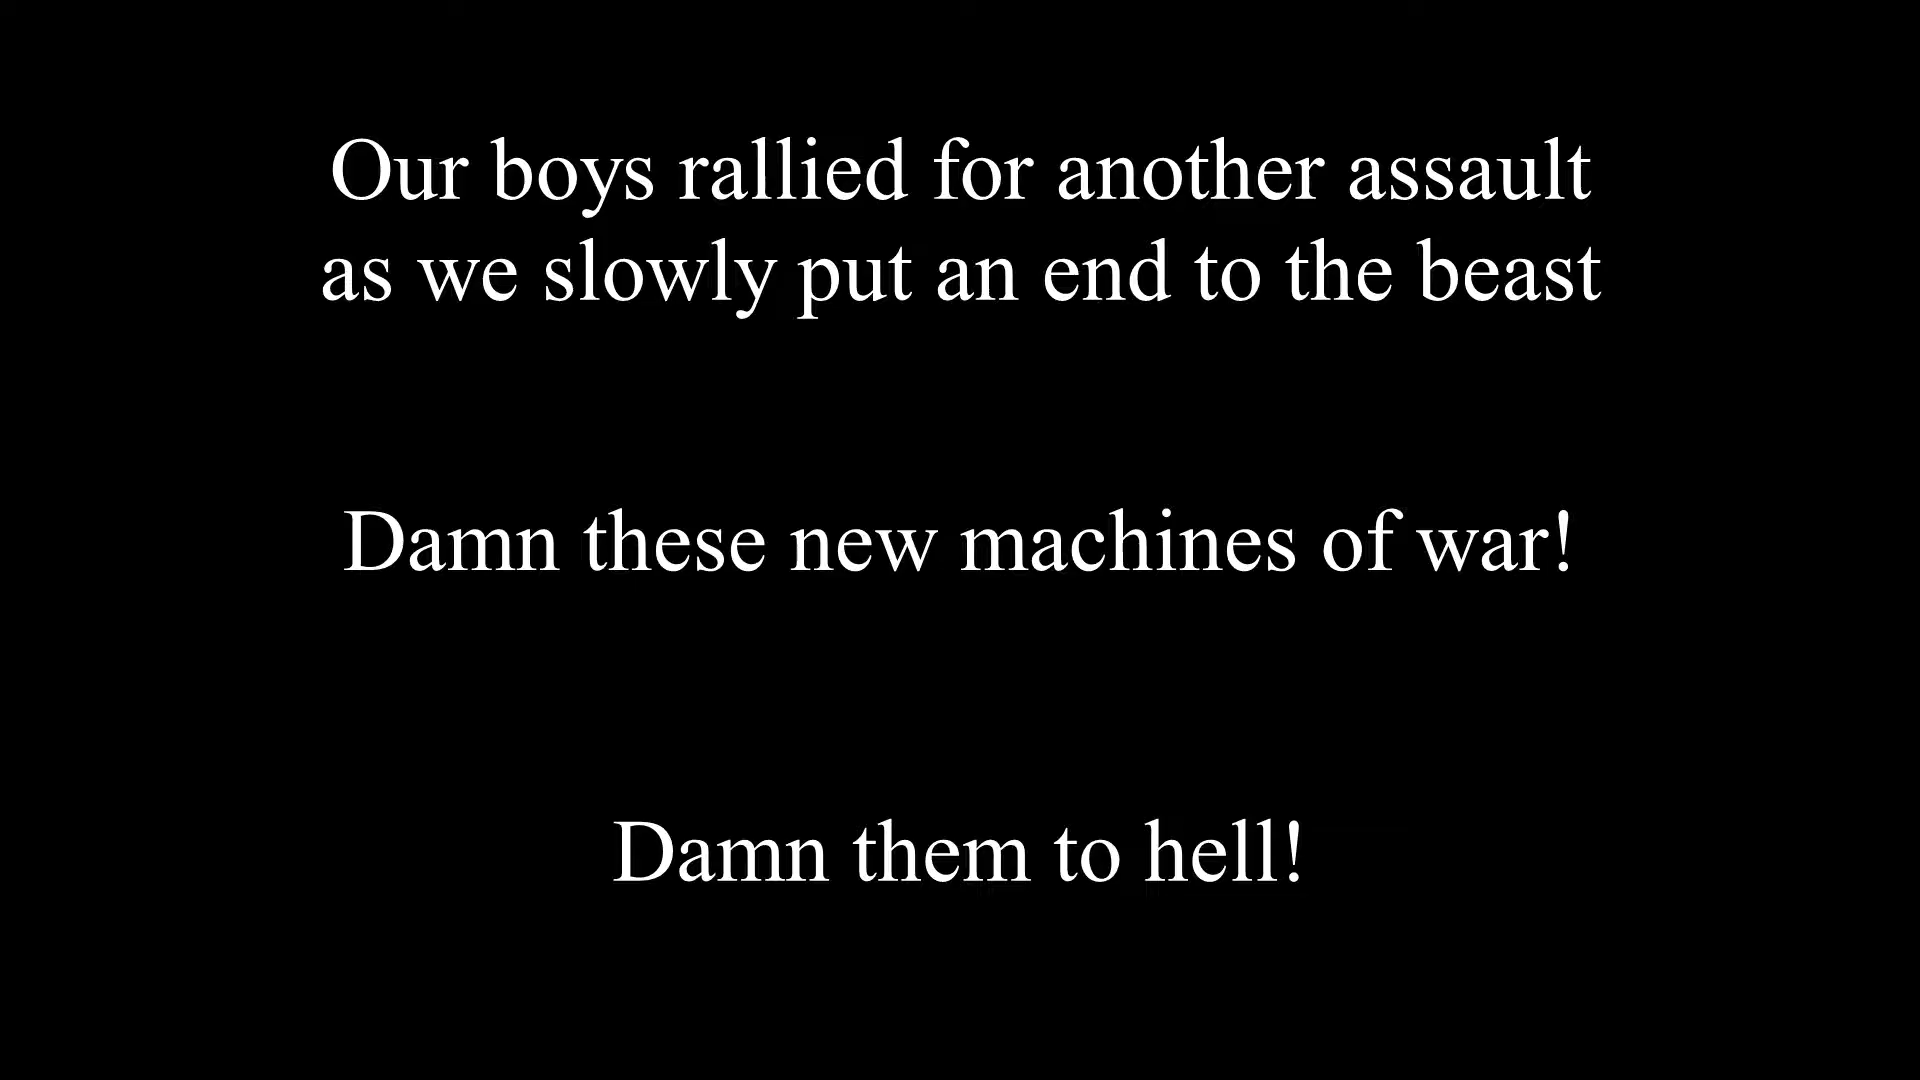 Our boys rallied for another assault
as we slowly put an end to the beast
Damn these new machines of war!
Damn them to hell!